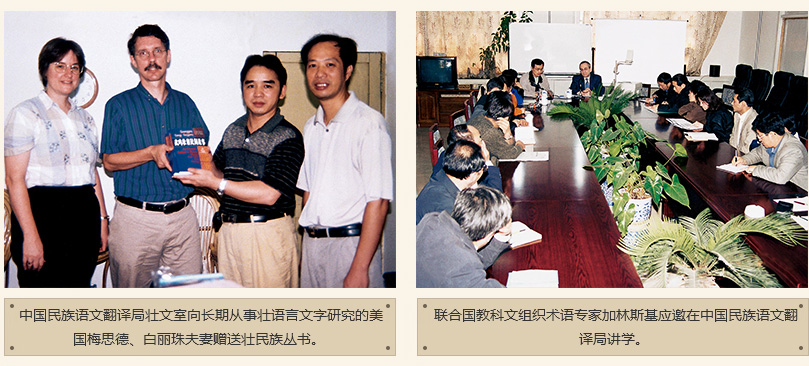 中国民族语文翻译局壮文室向长期从事壮语言文字研究的美
国梅思德、白丽珠夫妻赠送壮民族丛书。
联合国教科文组织术语专家加林斯基应邀在中国民族语文翻
译局讲学。